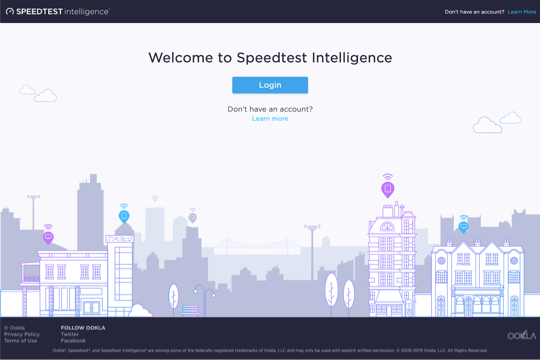 SPEEDTEST intelligence™
Don't have an account? Learn More
Welcome to Speedtest Intelligence
Login
Don't have an account?
Learn more
© Ookla
Privacy Policy
Terms of Use
FOLLOW OOKLA
Twitter
Facebook
OOKLA
Ookla®, Speedtest®, and Speedtest Intelligence® are among some of the federally registered trademarks of Ookla, LLC and may only be used with explicit written permission. © 2006-2019 Ookla, LLC. All Rights Reserved.